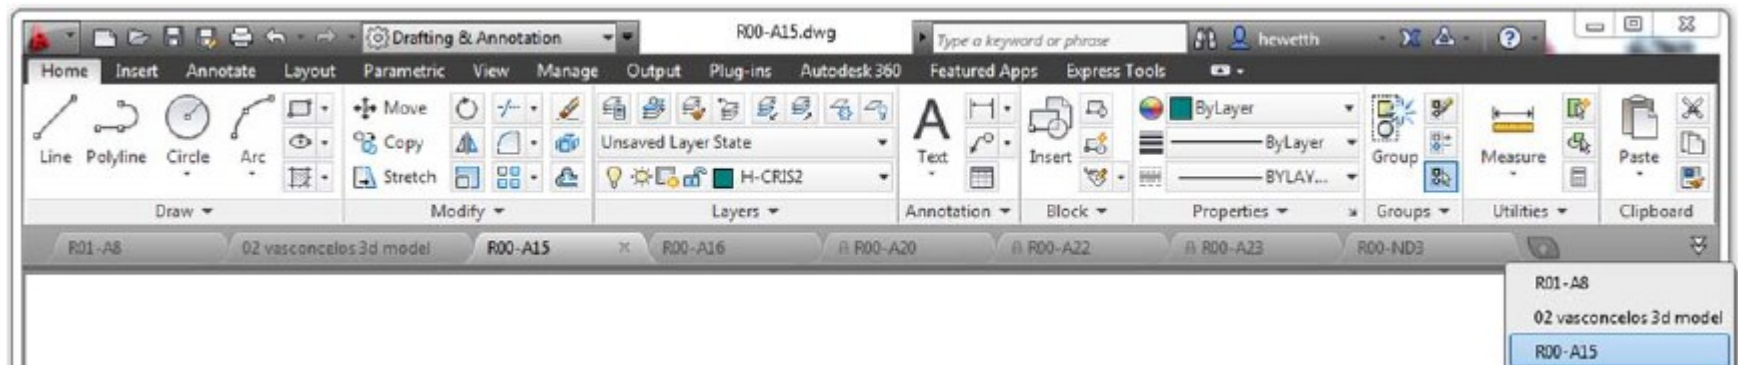 Drafting & Annotation R00-A15.dwg Type a keyword or phrase hewetth
Home Insert Annotate Layout Parametric View Manage Output Plug-ins Autodesk 360 Featured Apps Express Tools
Move ByLayer
Copy Unsaved Layer State ByLayer
Line Polyline Circle Arc Text Insert Group Measure Paste
Stretch H-CRIS2 BYLAY...
Draw Modify Layers Annotation Block Properties Groups Utilities Clipboard
R01-A8 02 vasconcelos 3d model R00-A15 R00-A16 R00-A20 R00-A22 R00-A23 R00-ND3
R01-A8
02 vasconcelos 3d model
R00-A15